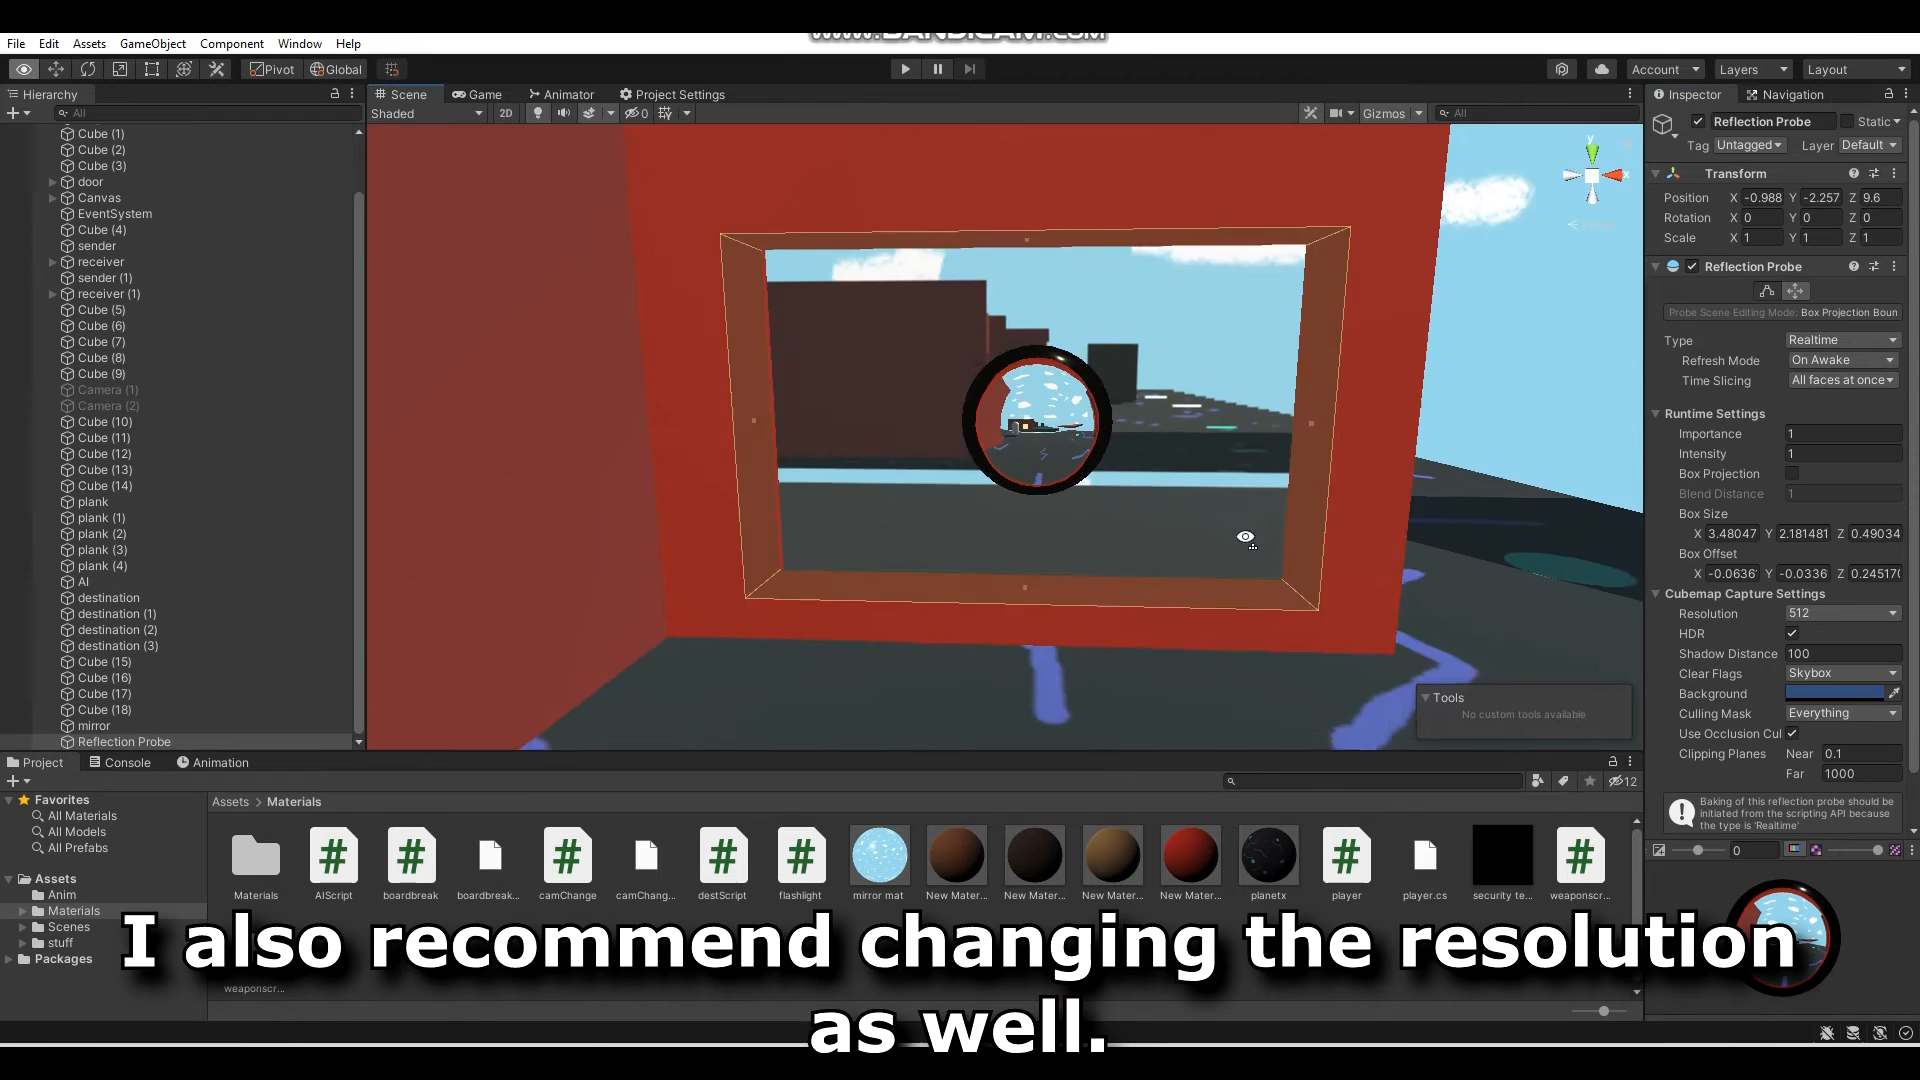 www.BANDICAM.com
File Edit Assets GameObject Component Window Help
Pivot Global Account Layers Layout
Hierarchy
All
Cube (1)
Cube (2)
Cube (3)
door
Canvas
EventSystem
Cube (4)
sender
receiver
sender (1)
receiver (1)
Cube (5)
Cube (6)
Cube (7)
Cube (8)
Cube (9)
Camera (1)
Camera (2)
Cube (10)
Cube (11)
Cube (12)
Cube (13)
Cube (14)
plank
plank (1)
plank (2)
plank (3)
plank (4)
AI
destination
destination (1)
destination (2)
destination (3)
Cube (15)
Cube (16)
Cube (17)
Cube (18)
mirror
Reflection Probe
Scene Game Animator Project Settings
Shaded 2D 0 Gizmos All
y
x
Tools
No custom tools available
Inspector Navigation
Reflection Probe Static
Tag Untagged Layer Default
Transform
Position X -0.988 Y -2.257 Z 9.6
Rotation X 0 Y 0 Z 0
Scale X 1 Y 1 Z 1
Reflection Probe
Probe Scene Editing Mode: Box Projection Boun
Type Realtime
Refresh Mode On Awake
Time Slicing All faces at once
Runtime Settings
Importance 1
Intensity 1
Box Projection
Blend Distance 1
Box Size
X 3.48047 Y 2.181481 Z 0.49034
Box Offset
X -0.0636 Y -0.0336 Z 0.24517
Cubemap Capture Settings
Resolution 512
HDR
Shadow Distance 100
Clear Flags Skybox
Background
Culling Mask Everything
Use Occlusion Cul
Clipping Planes Near 0.1
Far 1000
Baking of this reflection probe should be
initiated from the scripting API because
the type is 'Realtime'
0
Project Console Animation
12
Favorites
All Materials
All Models
All Prefabs
Assets
Anim
Materials
Scenes
stuff
Packages
Assets > Materials
Materials AIScript boardbreak boardbreak... camChange camChang... destScript flashlight mirror mat New Mater... New Mater... New Mater... New Mater... planetx player player.cs security te... weaponscr...
weaponscr...
I also recommend changing the resolution
as well.